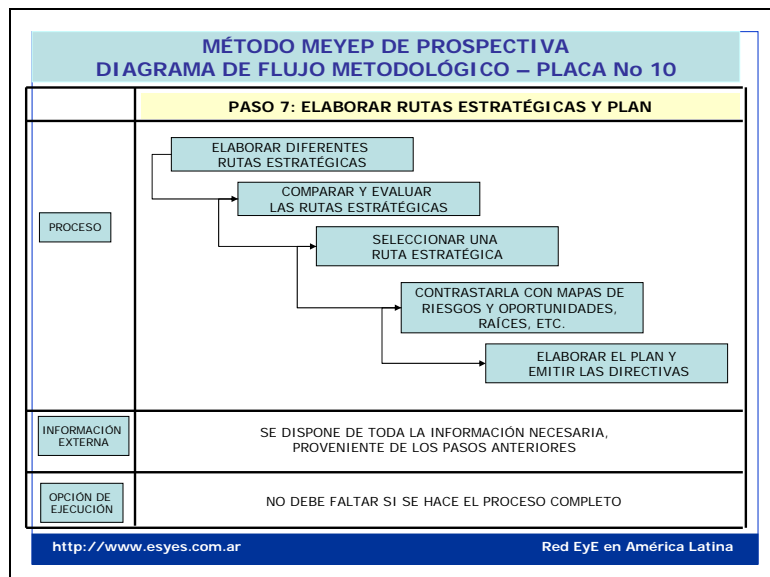 MÉTODO MEYEP DE PROSPECTIVA
DIAGRAMA DE FLUJO METODOLÓGICO – PLACA No 10
PASO 7: ELABORAR RUTAS ESTRATÉGICAS Y PLAN
PROCESO
ELABORAR DIFERENTES
RUTAS ESTRATÉGICAS
COMPARAR Y EVALUAR
LAS RUTAS ESTRÁTÉGICAS
SELECCIONAR UNA
RUTA ESTRATÉGICA
CONTRASTARLA CON MAPAS DE
RIESGOS Y OPORTUNIDADES,
RAÍCES, ETC.
ELABORAR EL PLAN Y
EMITIR LAS DIRECTIVAS
INFORMACIÓN
EXTERNA
SE DISPONE DE TODA LA INFORMACIÓN NECESARIA,
PROVENIENTE DE LOS PASOS ANTERIORES
OPCIÓN DE
EJECUCIÓN
NO DEBE FALTAR SI SE HACE EL PROCESO COMPLETO
http://www.esyes.com.ar
Red EyE en América Latina